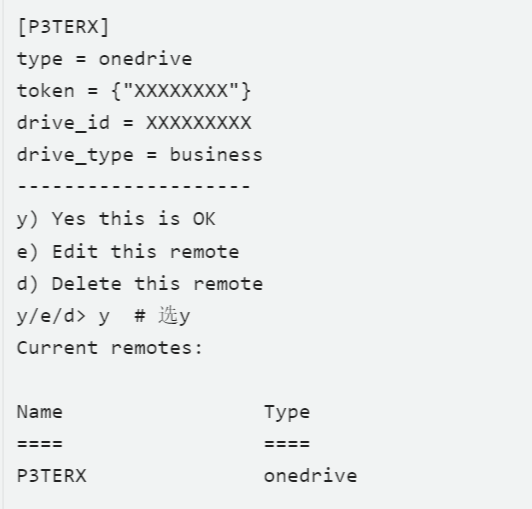 [P3TERX]
type = onedrive
token = {"XXXXXXXX"}
drive_id = XXXXXXXXX
drive_type = business
--------------------
y) Yes this is OK
e) Edit this remote
d) Delete this remote
y/e/d> y  # 选y
Current remotes:

Name                 Type
====                 ====
P3TERX               onedrive